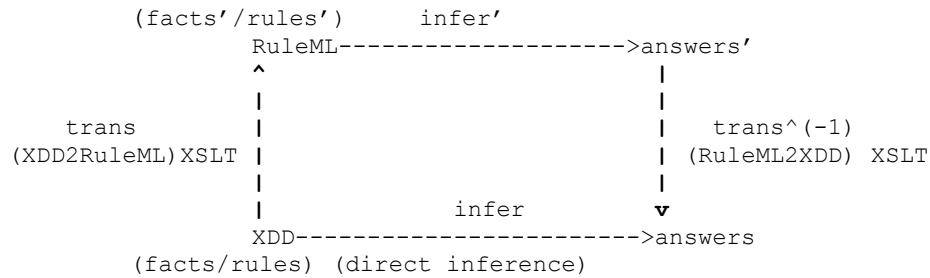 (facts'/rules') infer'
RuleML-------------------->answers'
^ |
| |
trans | | trans^(-1)
(XDD2RuleML)XSLT | | (RuleML2XDD) XSLT
| |
| infer v
XDD------------------------>answers
(facts/rules) (direct inference)